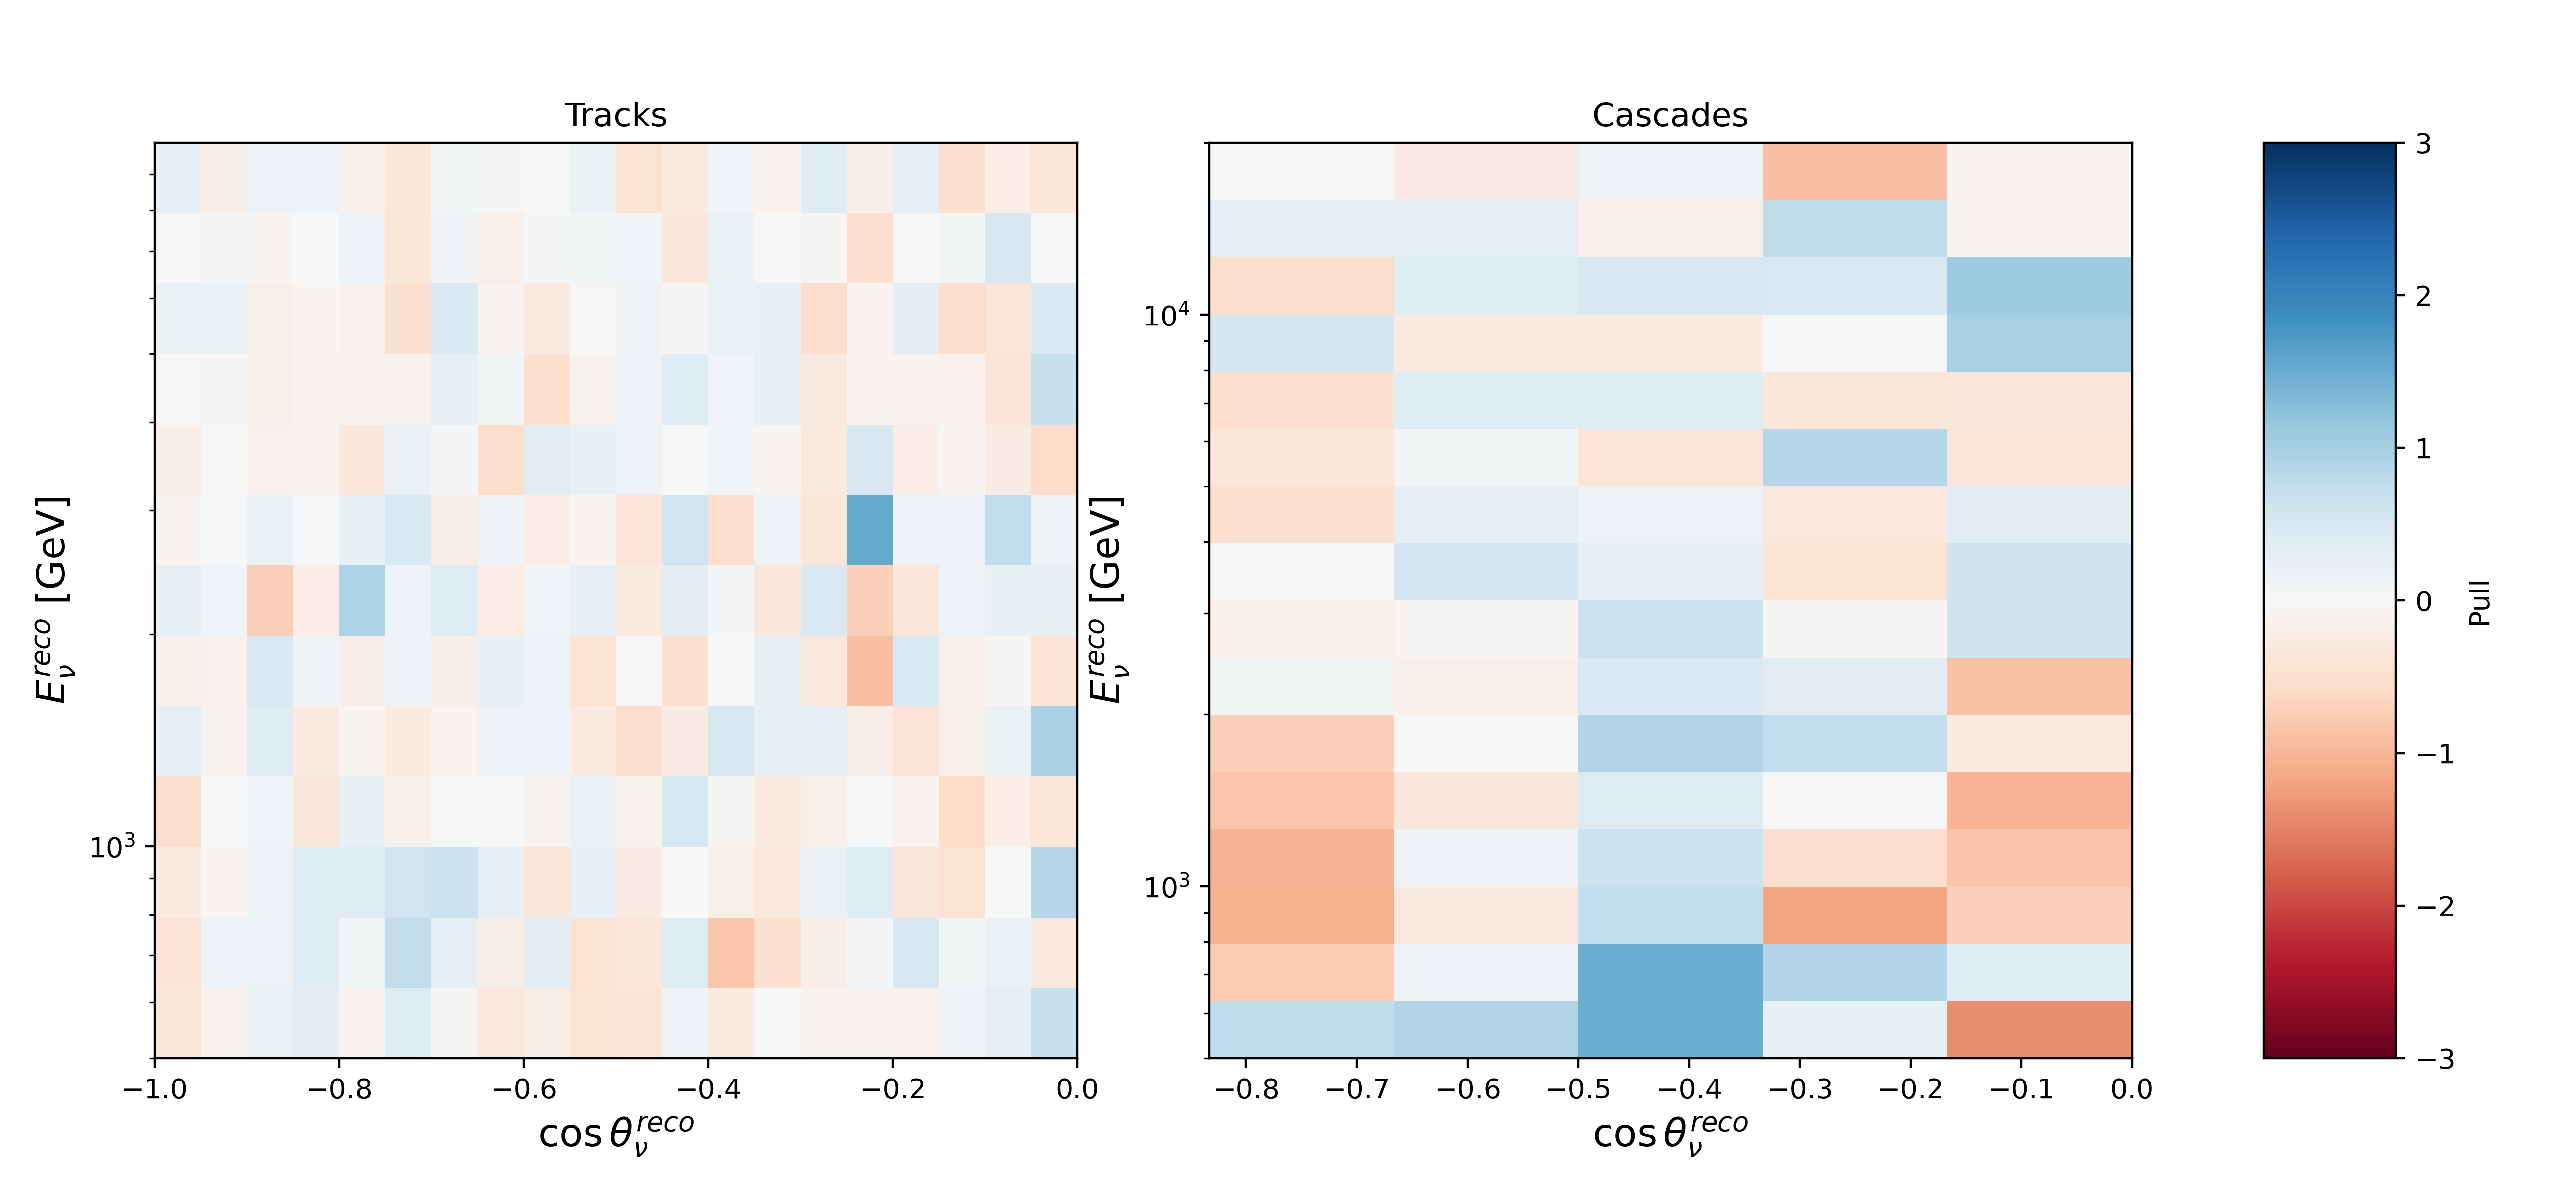 Tracks
Cascades
E_ν^{reco} [GeV]
10^3
−1.0 −0.8 −0.6 −0.4 −0.2 0.0
cos θ_ν^{reco}
E_ν^{reco} [GeV]
10^4
10^3
−0.8 −0.7 −0.6 −0.5 −0.4 −0.3 −0.2 −0.1 0.0
cos θ_ν^{reco}
3
2
1
0
−1
−2
−3
Pull